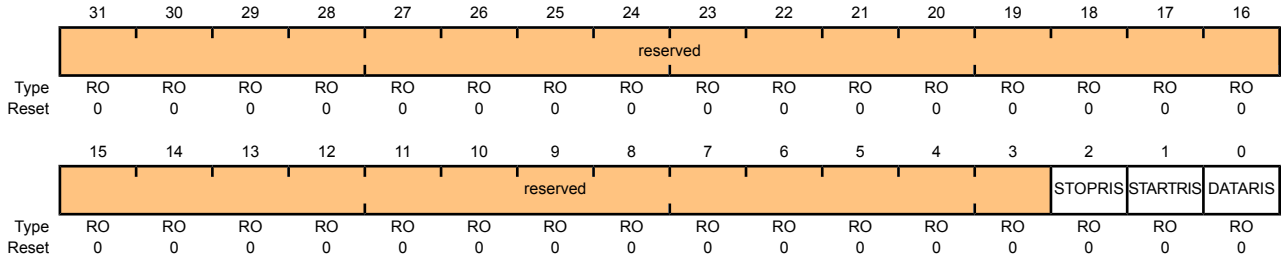 31 30 29 28 27 26 25 24 23 22 21 20 19 18 17 16
reserved
Type RO RO RO RO RO RO RO RO RO RO RO RO RO RO RO RO
Reset 0 0 0 0 0 0 0 0 0 0 0 0 0 0 0 0
15 14 13 12 11 10 9 8 7 6 5 4 3 2 1 0
reserved STOPRIS STARTRIS DATARIS
Type RO RO RO RO RO RO RO RO RO RO RO RO RO RO RO RO
Reset 0 0 0 0 0 0 0 0 0 0 0 0 0 0 0 0